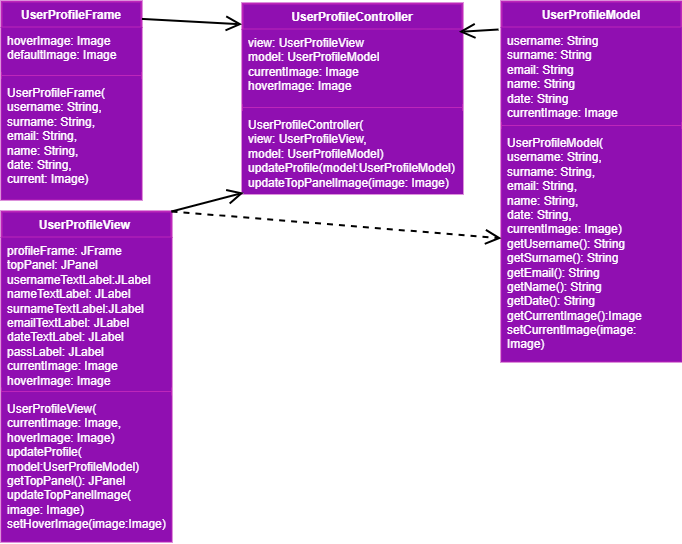 UserProfileFrame
hoverImage: Image
defaultImage: Image
UserProfileFrame(
username: String,
surname: String,
email: String,
name: String,
date: String,
current: Image)
UserProfileController
view: UserProfileView
model: UserProfileModel
currentImage: Image
hoverImage: Image
UserProfileController(
view: UserProfileView,
model: UserProfileModel)
updateProfile(model:UserProfileModel)
updateTopPanelImage(image: Image)
UserProfileModel
username: String
surname: String
email: String
name: String
date: String
currentImage: Image
UserProfileModel(
username: String,
surname: String,
email: String,
name: String,
date: String,
currentImage: Image)
getUsername(): String
getSurname(): String
getEmail(): String
getName(): String
getDate(): String
getCurrentImage():Image
setCurrentImage(image:
Image)
UserProfileView
profileFrame: JFrame
topPanel: JPanel
usernameTextLabel:JLabel
nameTextLabel: JLabel
surnameTextLabel:JLabel
emailTextLabel: JLabel
dateTextLabel: JLabel
passLabel: JLabel
currentImage: Image
hoverImage: Image
UserProfileView(
currentImage: Image,
hoverImage: Image)
updateProfile(
model:UserProfileModel)
getTopPanel(): JPanel
updateTopPanelImage(
image: Image)
setHoverImage(image:Image)